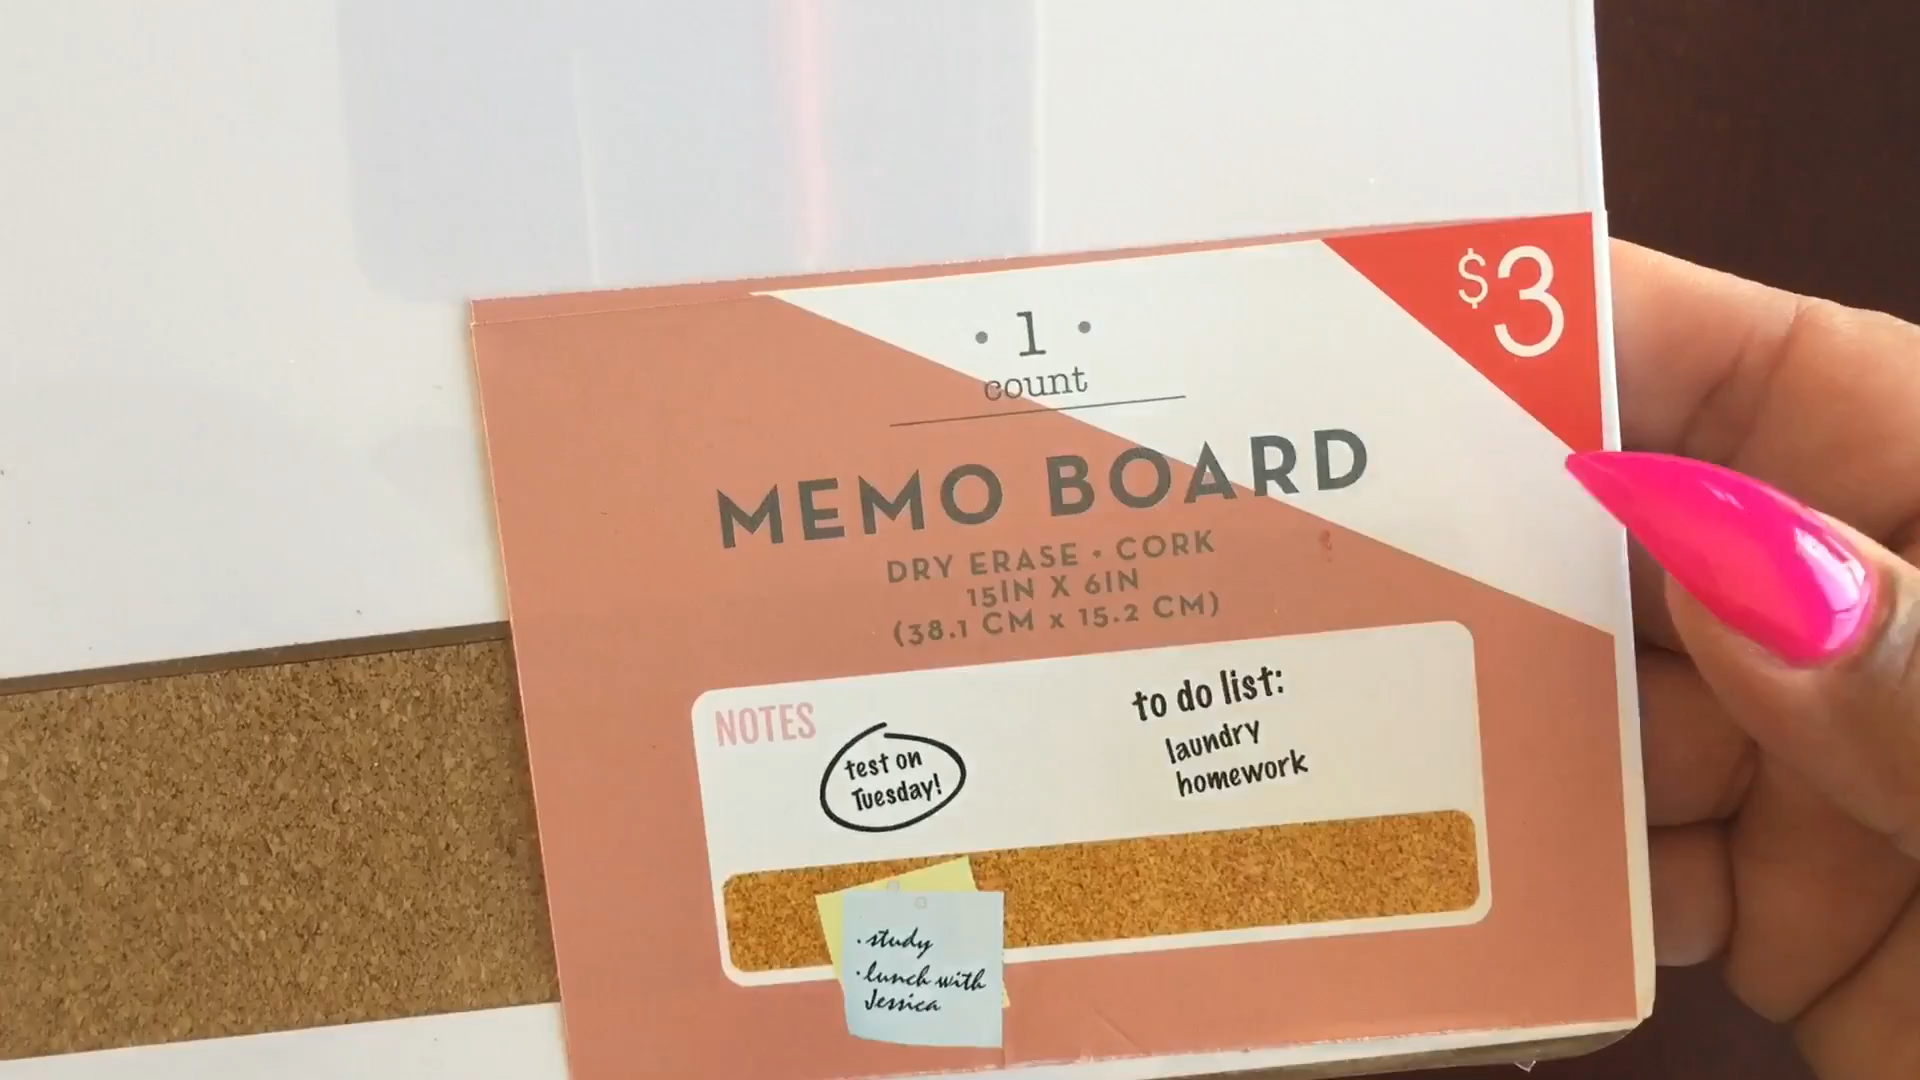 $3
• 1 •
count
MEMO BOARD
DRY ERASE • CORK
15IN X 6IN
(38.1 CM x 15.2 CM)
NOTES
test on
Tuesday!
to do list:
laundry
homework
• study
• lunch with
Jessica